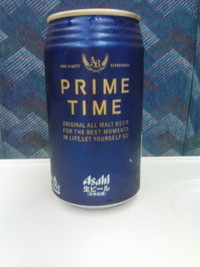 PRIME
TIME
ORIGINAL ALL MALT BEER
FOR THE BEST MOMENTS
IN LIFE.LET YOURSELF GO
Asahi
生ビール